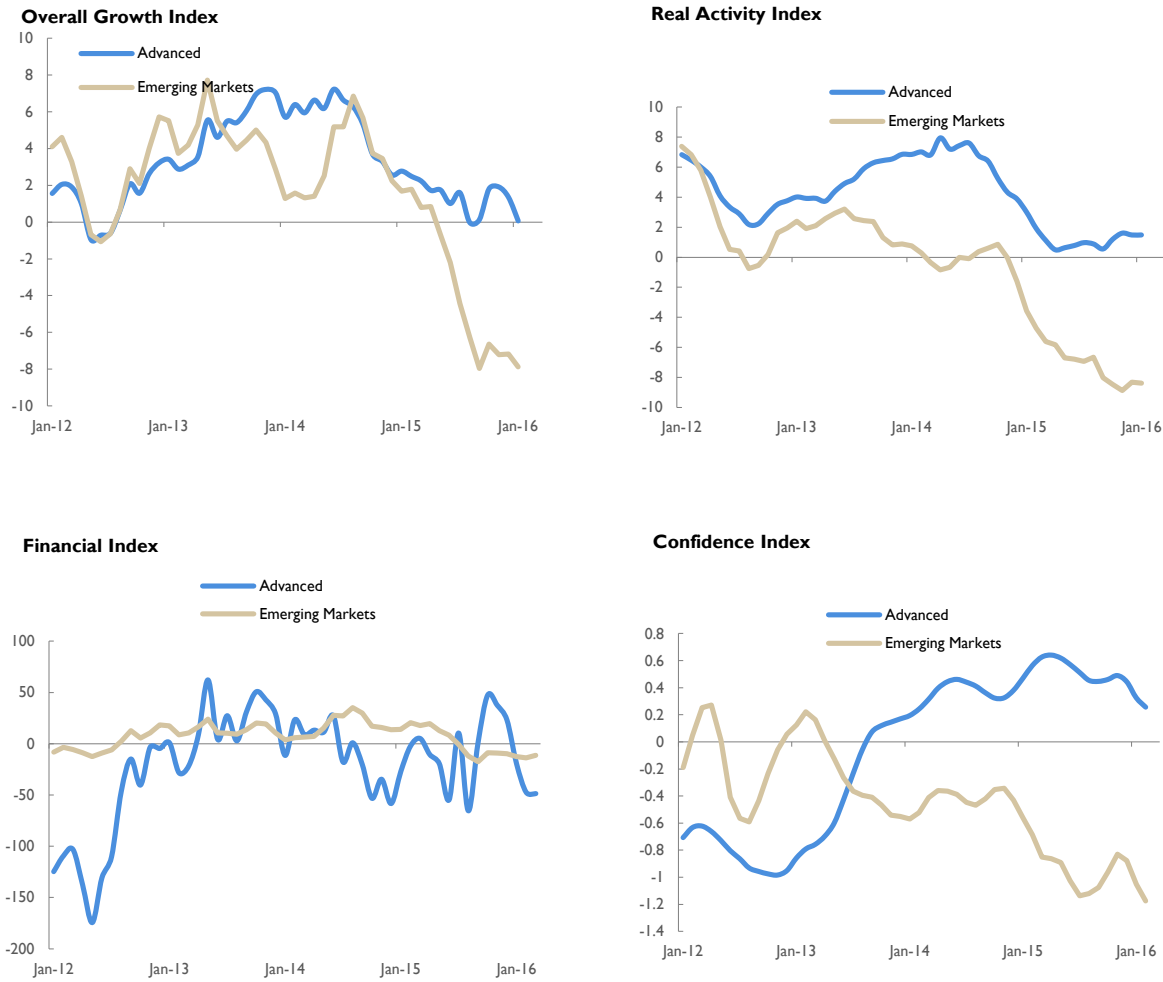 Overall Growth Index
Advanced
Emerging Markets
10
8
6
4
2
0
-2
-4
-6
-8
-10
Jan-12 Jan-13 Jan-14 Jan-15 Jan-16
Real Activity Index
Advanced
Emerging Markets
10
8
6
4
2
0
-2
-4
-6
-8
-10
Jan-12 Jan-13 Jan-14 Jan-15 Jan-16
Financial Index
Advanced
Emerging Markets
100
50
0
-50
-100
-150
-200
Jan-12 Jan-13 Jan-14 Jan-15 Jan-16
Confidence Index
Advanced
Emerging Markets
0.8
0.6
0.4
0.2
0
-0.2
-0.4
-0.6
-0.8
-1
-1.2
-1.4
Jan-12 Jan-13 Jan-14 Jan-15 Jan-16